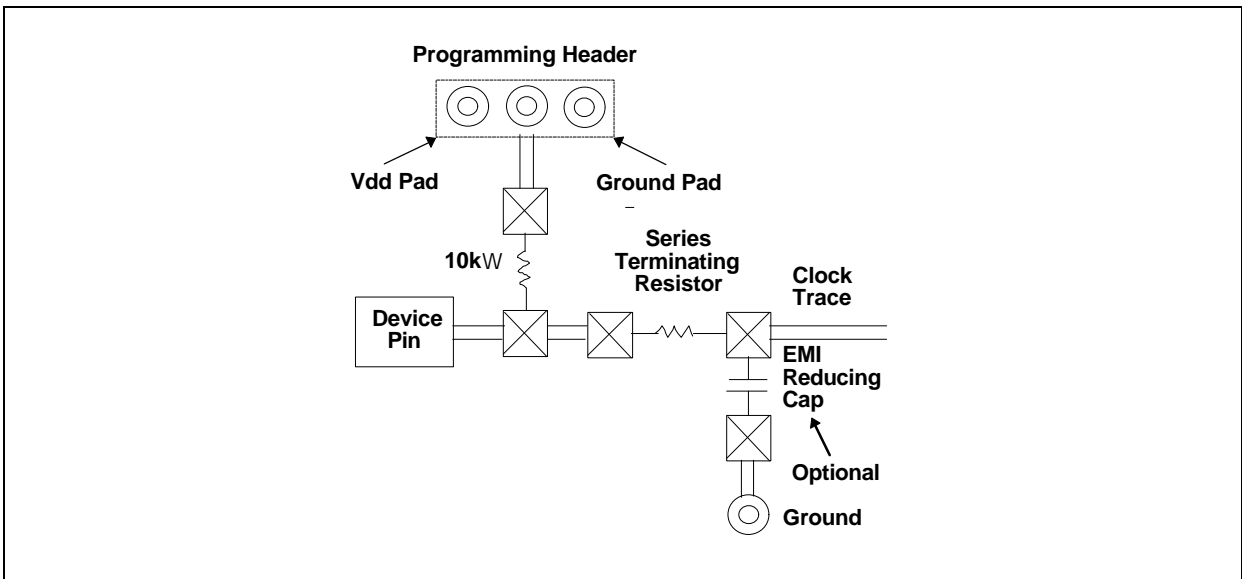 Programming Header
Vdd Pad
Ground Pad
10kW
Series
Terminating
Resistor
Clock
Trace
Device
Pin
EMI
Reducing
Cap
Optional
Ground